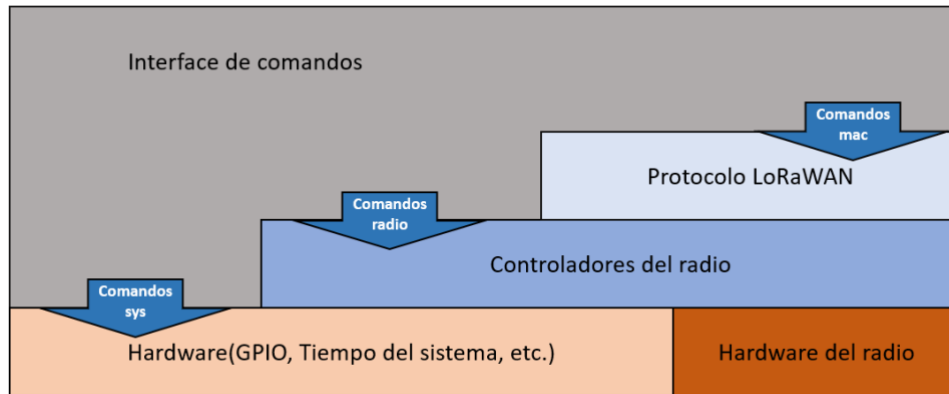 Interface de comandos
Comandos
mac
Protocolo LoRaWAN
Comandos
radio
Controladores del radio
Comandos
sys
Hardware(GPIO, Tiempo del sistema, etc.)
Hardware del radio